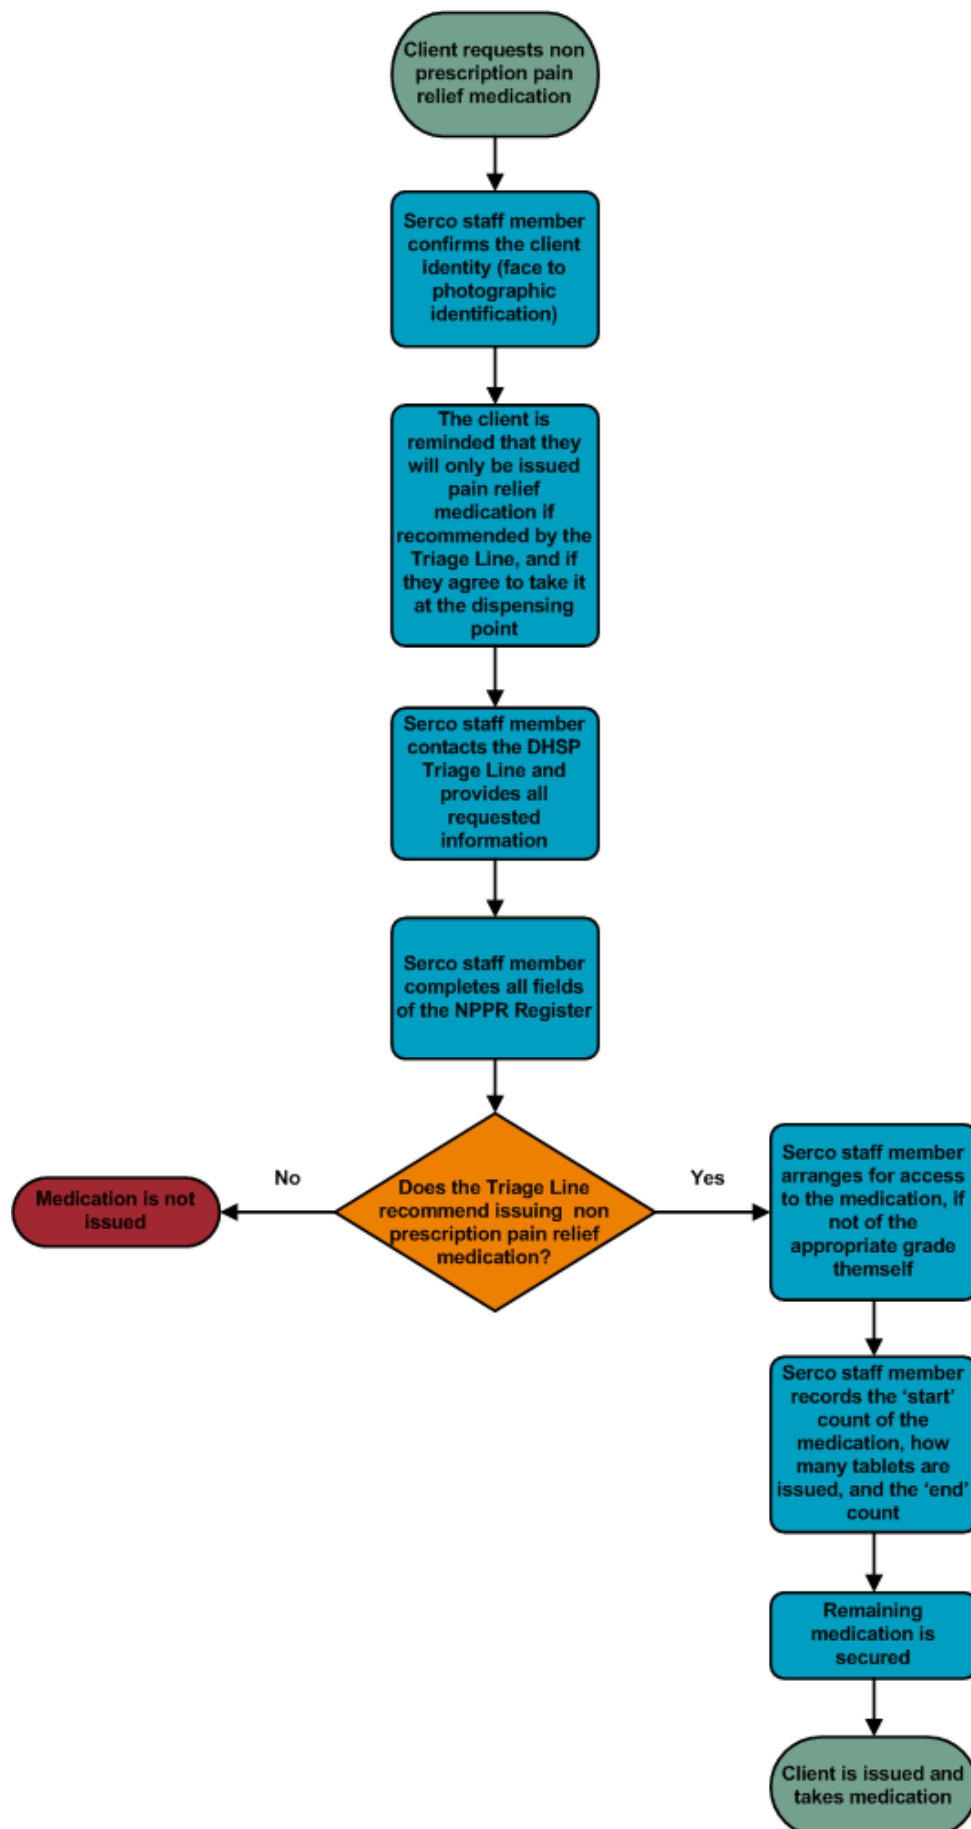 Client requests non
prescription pain
relief medication
Serco staff member
confirms the client
identity (face to
photographic
identification)
The client is
reminded that they
will only be issued
pain relief
medication if
recommended by the
Triage Line, and if
they agree to take it
at the dispensing
point
Serco staff member
contacts the DHSP
Triage Line and
provides all
requested
information
Serco staff member
completes all fields
of the NPPR Register
Does the Triage Line
recommend issuing non
prescription pain relief
medication?
No
Medication is not
issued
Yes
Serco staff member
arranges for access
to the medication, if
not of the
appropriate grade
themself
Serco staff member
records the ‘start’
count of the
medication, how
many tablets are
issued, and the ‘end’
count
Remaining
medication is
secured
Client is issued and
takes medication